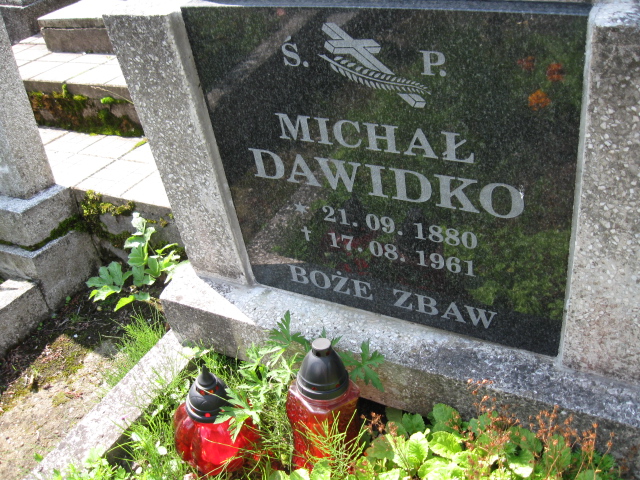 Ś. P.
MICHAŁ
DAWIDKO
* 21. 09. 1880
† 17. 08. 1961
BOŻE ZBAW